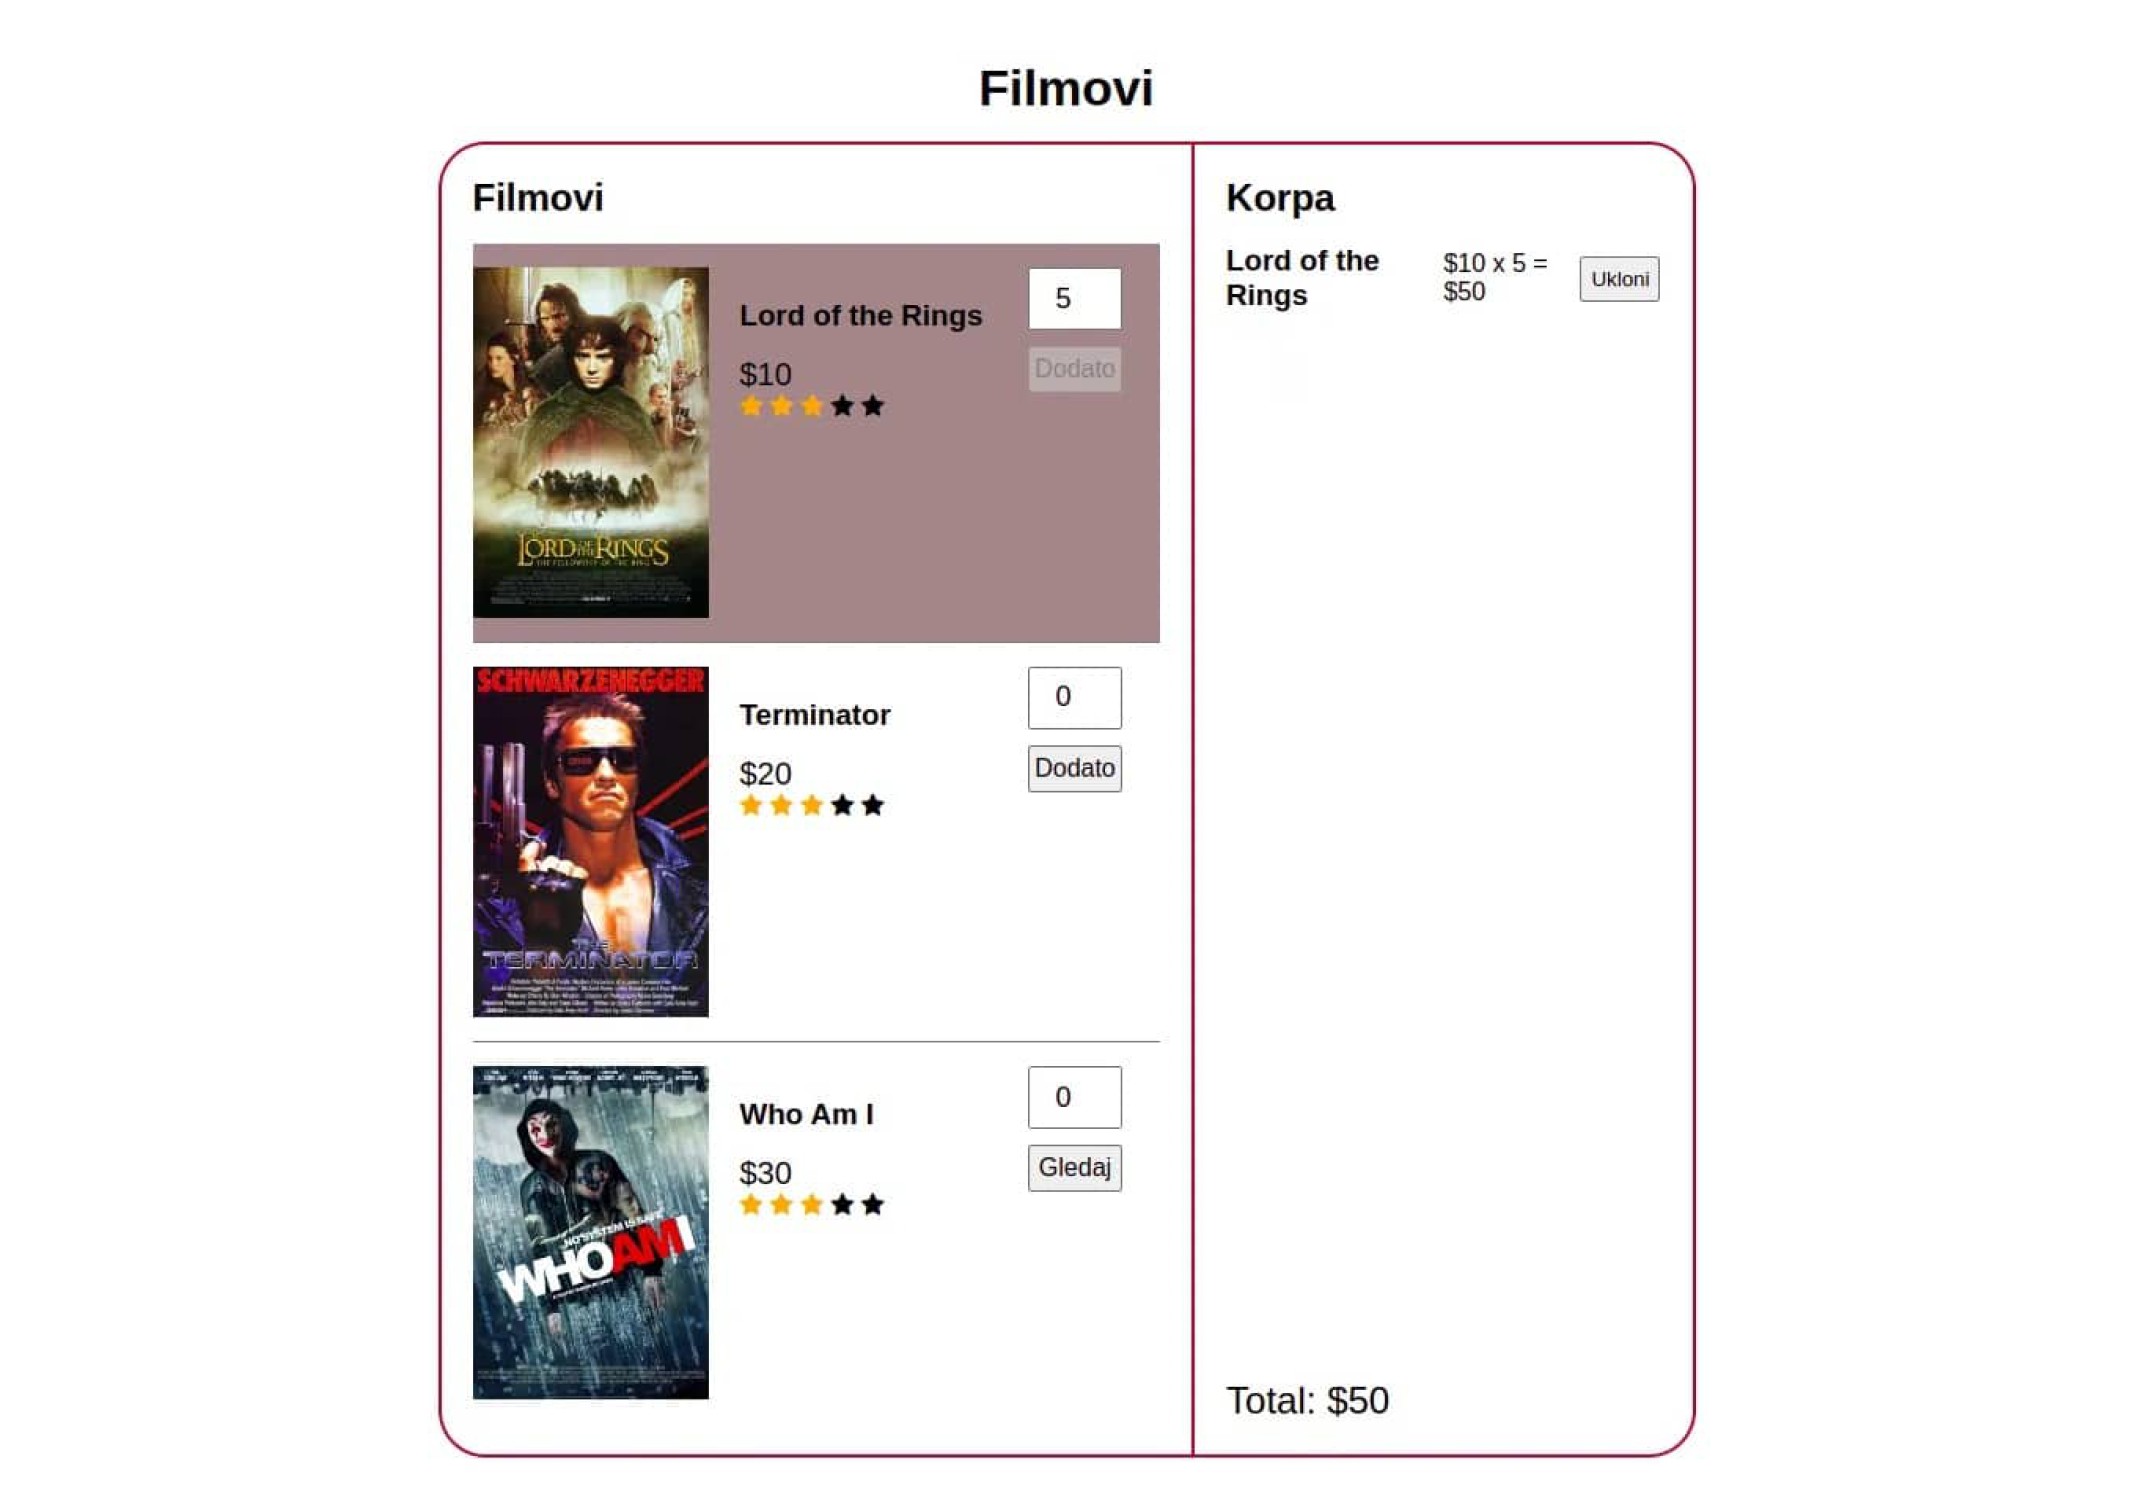 Filmovi
Filmovi
LORD OF THE RINGS
THE FELLOWSHIP OF THE RING
Lord of the Rings
$10
5
Dodato
SCHWARZENEGGER
THE
TERMINATOR
Terminator
$20
0
Dodato
NO SYSTEM IS SAFE
WHOAMI
Who Am I
$30
0
Gledaj
Korpa
Lord of the
Rings
$10 x 5 =
$50
Ukloni
Total: $50